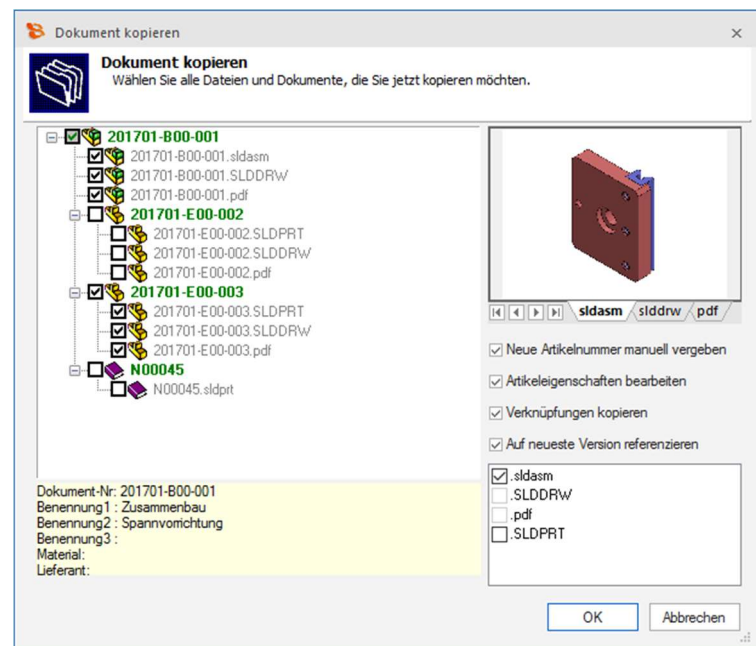 Dokument kopieren
Dokument kopieren
Wählen Sie alle Dateien und Dokumente, die Sie jetzt kopieren möchten.
201701-B00-001
201701-B00-001.sldasm
201701-B00-001.SLDDRW
201701-B00-001.pdf
201701-E00-002
201701-E00-002.SLDPRT
201701-E00-002.SLDDRW
201701-E00-002.pdf
201701-E00-003
201701-E00-003.SLDPRT
201701-E00-003.SLDDRW
201701-E00-003.pdf
N00045
N00045.sldprt
Dokument-Nr: 201701-B00-001
Benennung1 : Zusammenbau
Benennung2 : Spannvorrichtung
Benennung3 :
Material:
Lieferant:
sldasm slddrw pdf
Neue Artikelnummer manuell vergeben
Artikeleigenschaften bearbeiten
Verknüpfungen kopieren
Auf neueste Version referenzieren
.sldasm
.SLDDRW
.pdf
.SLDPRT
OK Abbrechen